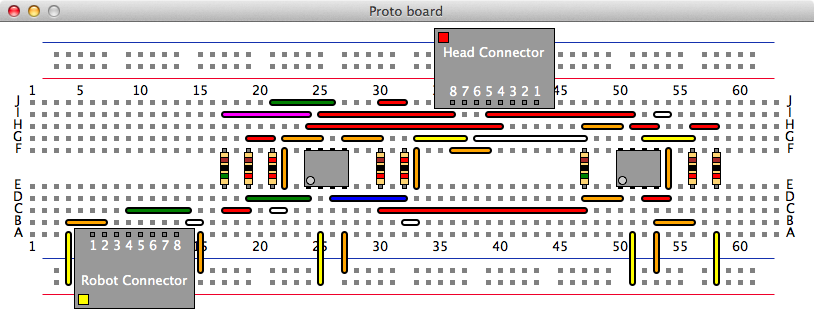 Proto board
Head Connector
8 7 6 5 4 3 2 1
1 5 10 15 20 25 30 35 40 45 50 55 60
J J
I I
H H
G G
F F
E E
D D
C C
B B
A A
1 15 20 25 30 35 40 45 50 55 60
1 2 3 4 5 6 7 8
Robot Connector